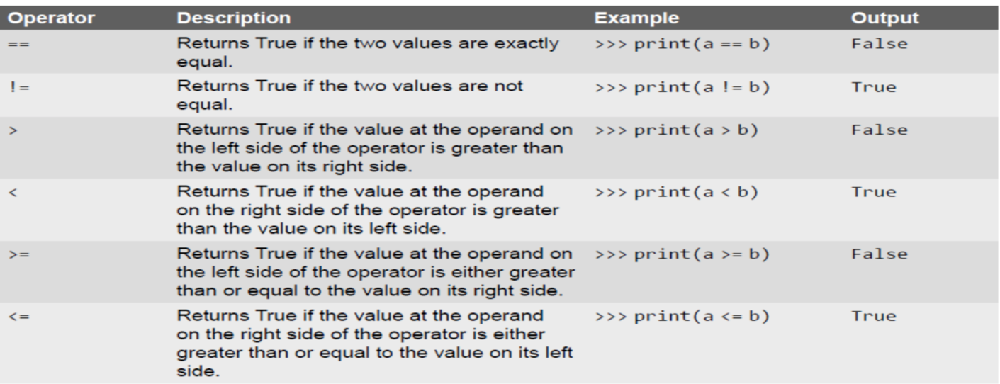 Operator Description Example Output
== Returns True if the two values are exactly >>> print(a == b) False
equal.
!= Returns True if the two values are not >>> print(a != b) True
equal.
> Returns True if the value at the operand on >>> print(a > b) False
the left side of the operator is greater than
the value on its right side.
< Returns True if the value at the operand >>> print(a < b) True
on the right side of the operator is greater
than the value on its left side.
>= Returns True if the value at the operand on >>> print(a >= b) False
the left side of the operator is either greater
than or equal to the value on its right side.
<= Returns True if the value at the operand >>> print(a <= b) True
on the right side of the operator is either
greater than or equal to the value on its left
side.